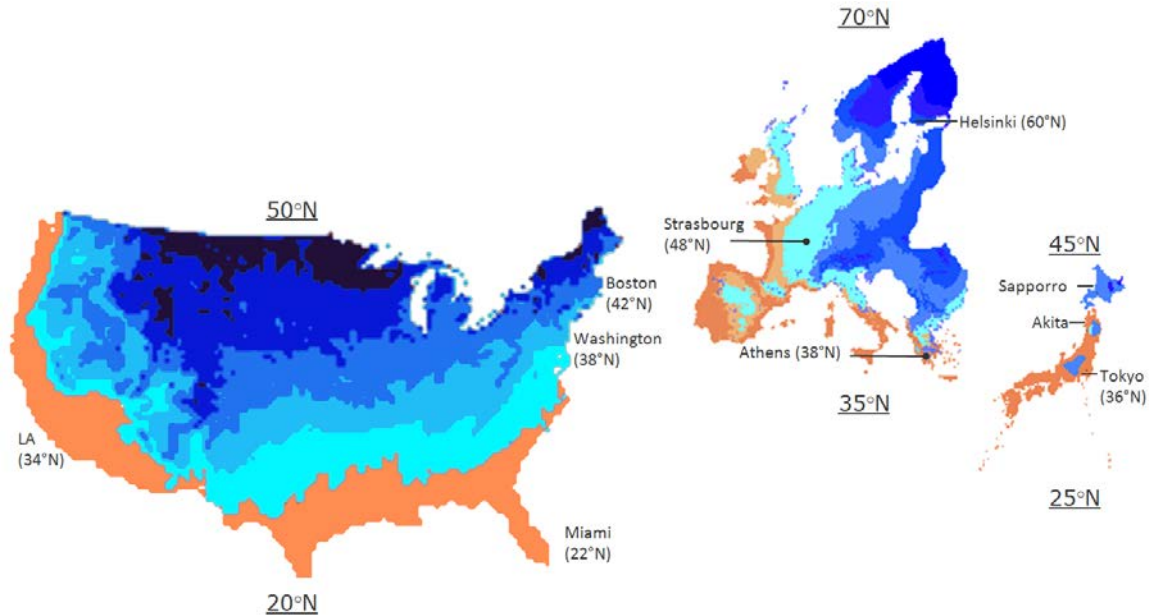 50°N
Boston
(42°N)
Washington
(38°N)
LA
(34°N)
Miami
(22°N)
20°N
70°N
Helsinki (60°N)
Strasbourg
(48°N)
Athens (38°N)
35°N
45°N
Sapporro
Akita
Tokyo
(36°N)
25°N